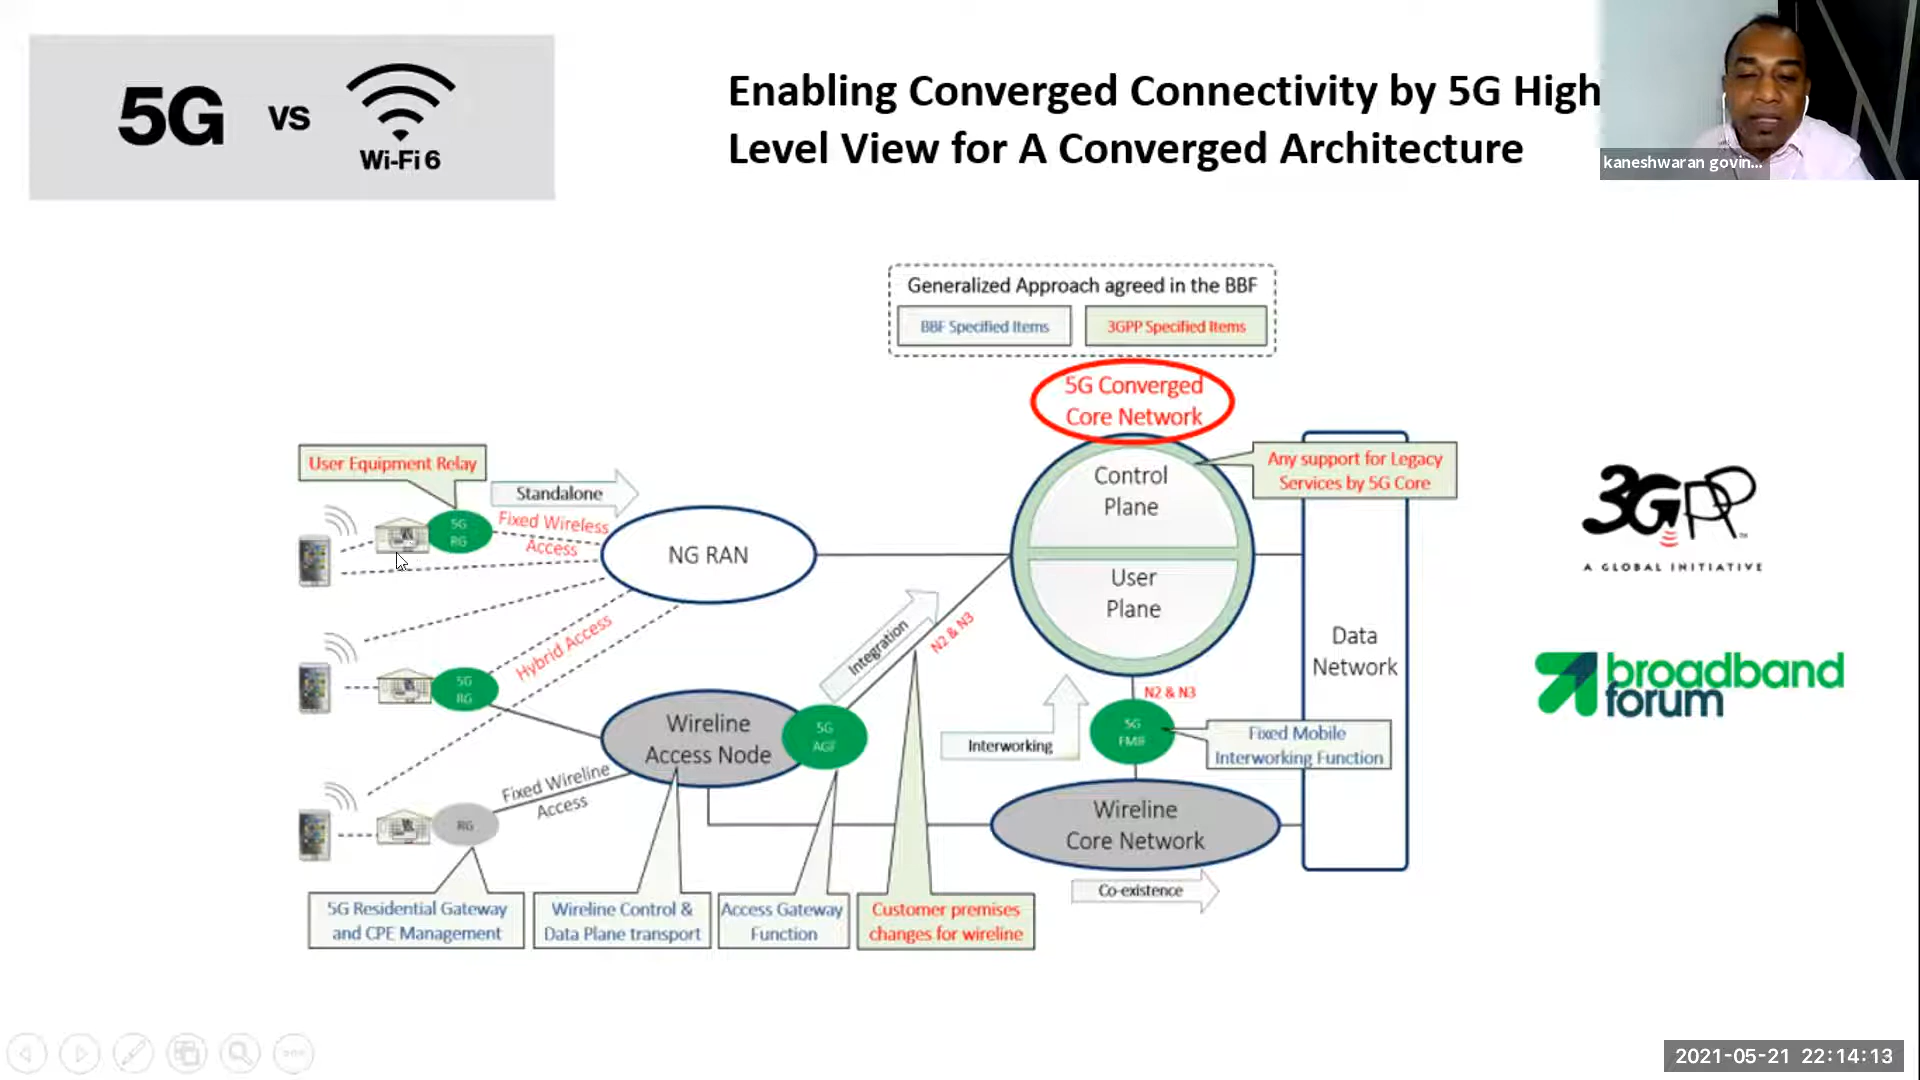 5G vs
Wi-Fi 6
Enabling Converged Connectivity by 5G High
Level View for A Converged Architecture
kaneshwaran govin...
Generalized Approach agreed in the BBF
BBF Specified Items
3GPP Specified Items
5G Converged
Core Network
User Equipment Relay
Standalone
Fixed Wireless
Access
5G
RG
NG RAN
Control
Plane
User
Plane
Any support for Legacy
Services by 5G Core
Data
Network
3GPP
A GLOBAL INITIATIVE
broadband
forum
Hybrid Access
5G
RG
Integration
N2 & N3
Wireline
Access Node
5G
AGF
Interworking
N2 & N3
5G
FMIF
Fixed Mobile
Interworking Function
Fixed Wireline
Access
RG
Wireline
Core Network
Co-existence
5G Residential Gateway
and CPE Management
Wireline Control &
Data Plane transport
Access Gateway
Function
Customer premises
changes for wireline
2021-05-21 22:14:13